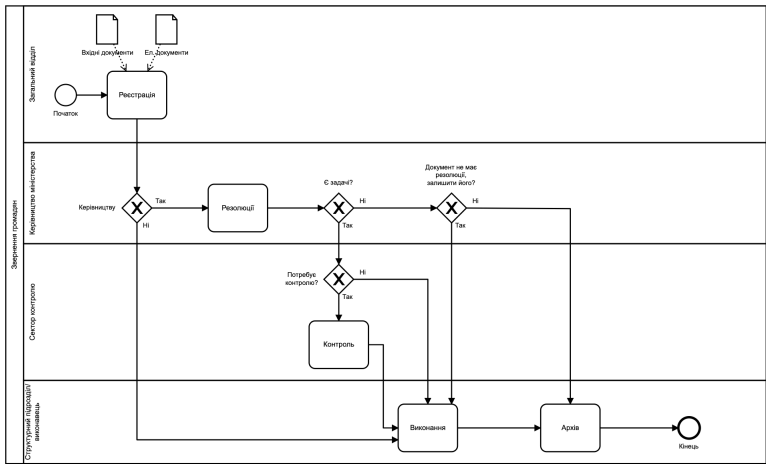 Звернення громадян
Загальний відділ
Вхідні документи
Ел. документи
Початок
Реєстрація
Керівництво міністерства
Керівництву
Так
Ні
Резолюції
Є задачі?
Ні
Так
Документ не має
резолюції,
залишити його?
Ні
Так
Сектор контролю
Потребує
контролю?
Ні
Так
Контроль
Структурний підрозділ/
виконавець
Виконання
Архів
Кінець